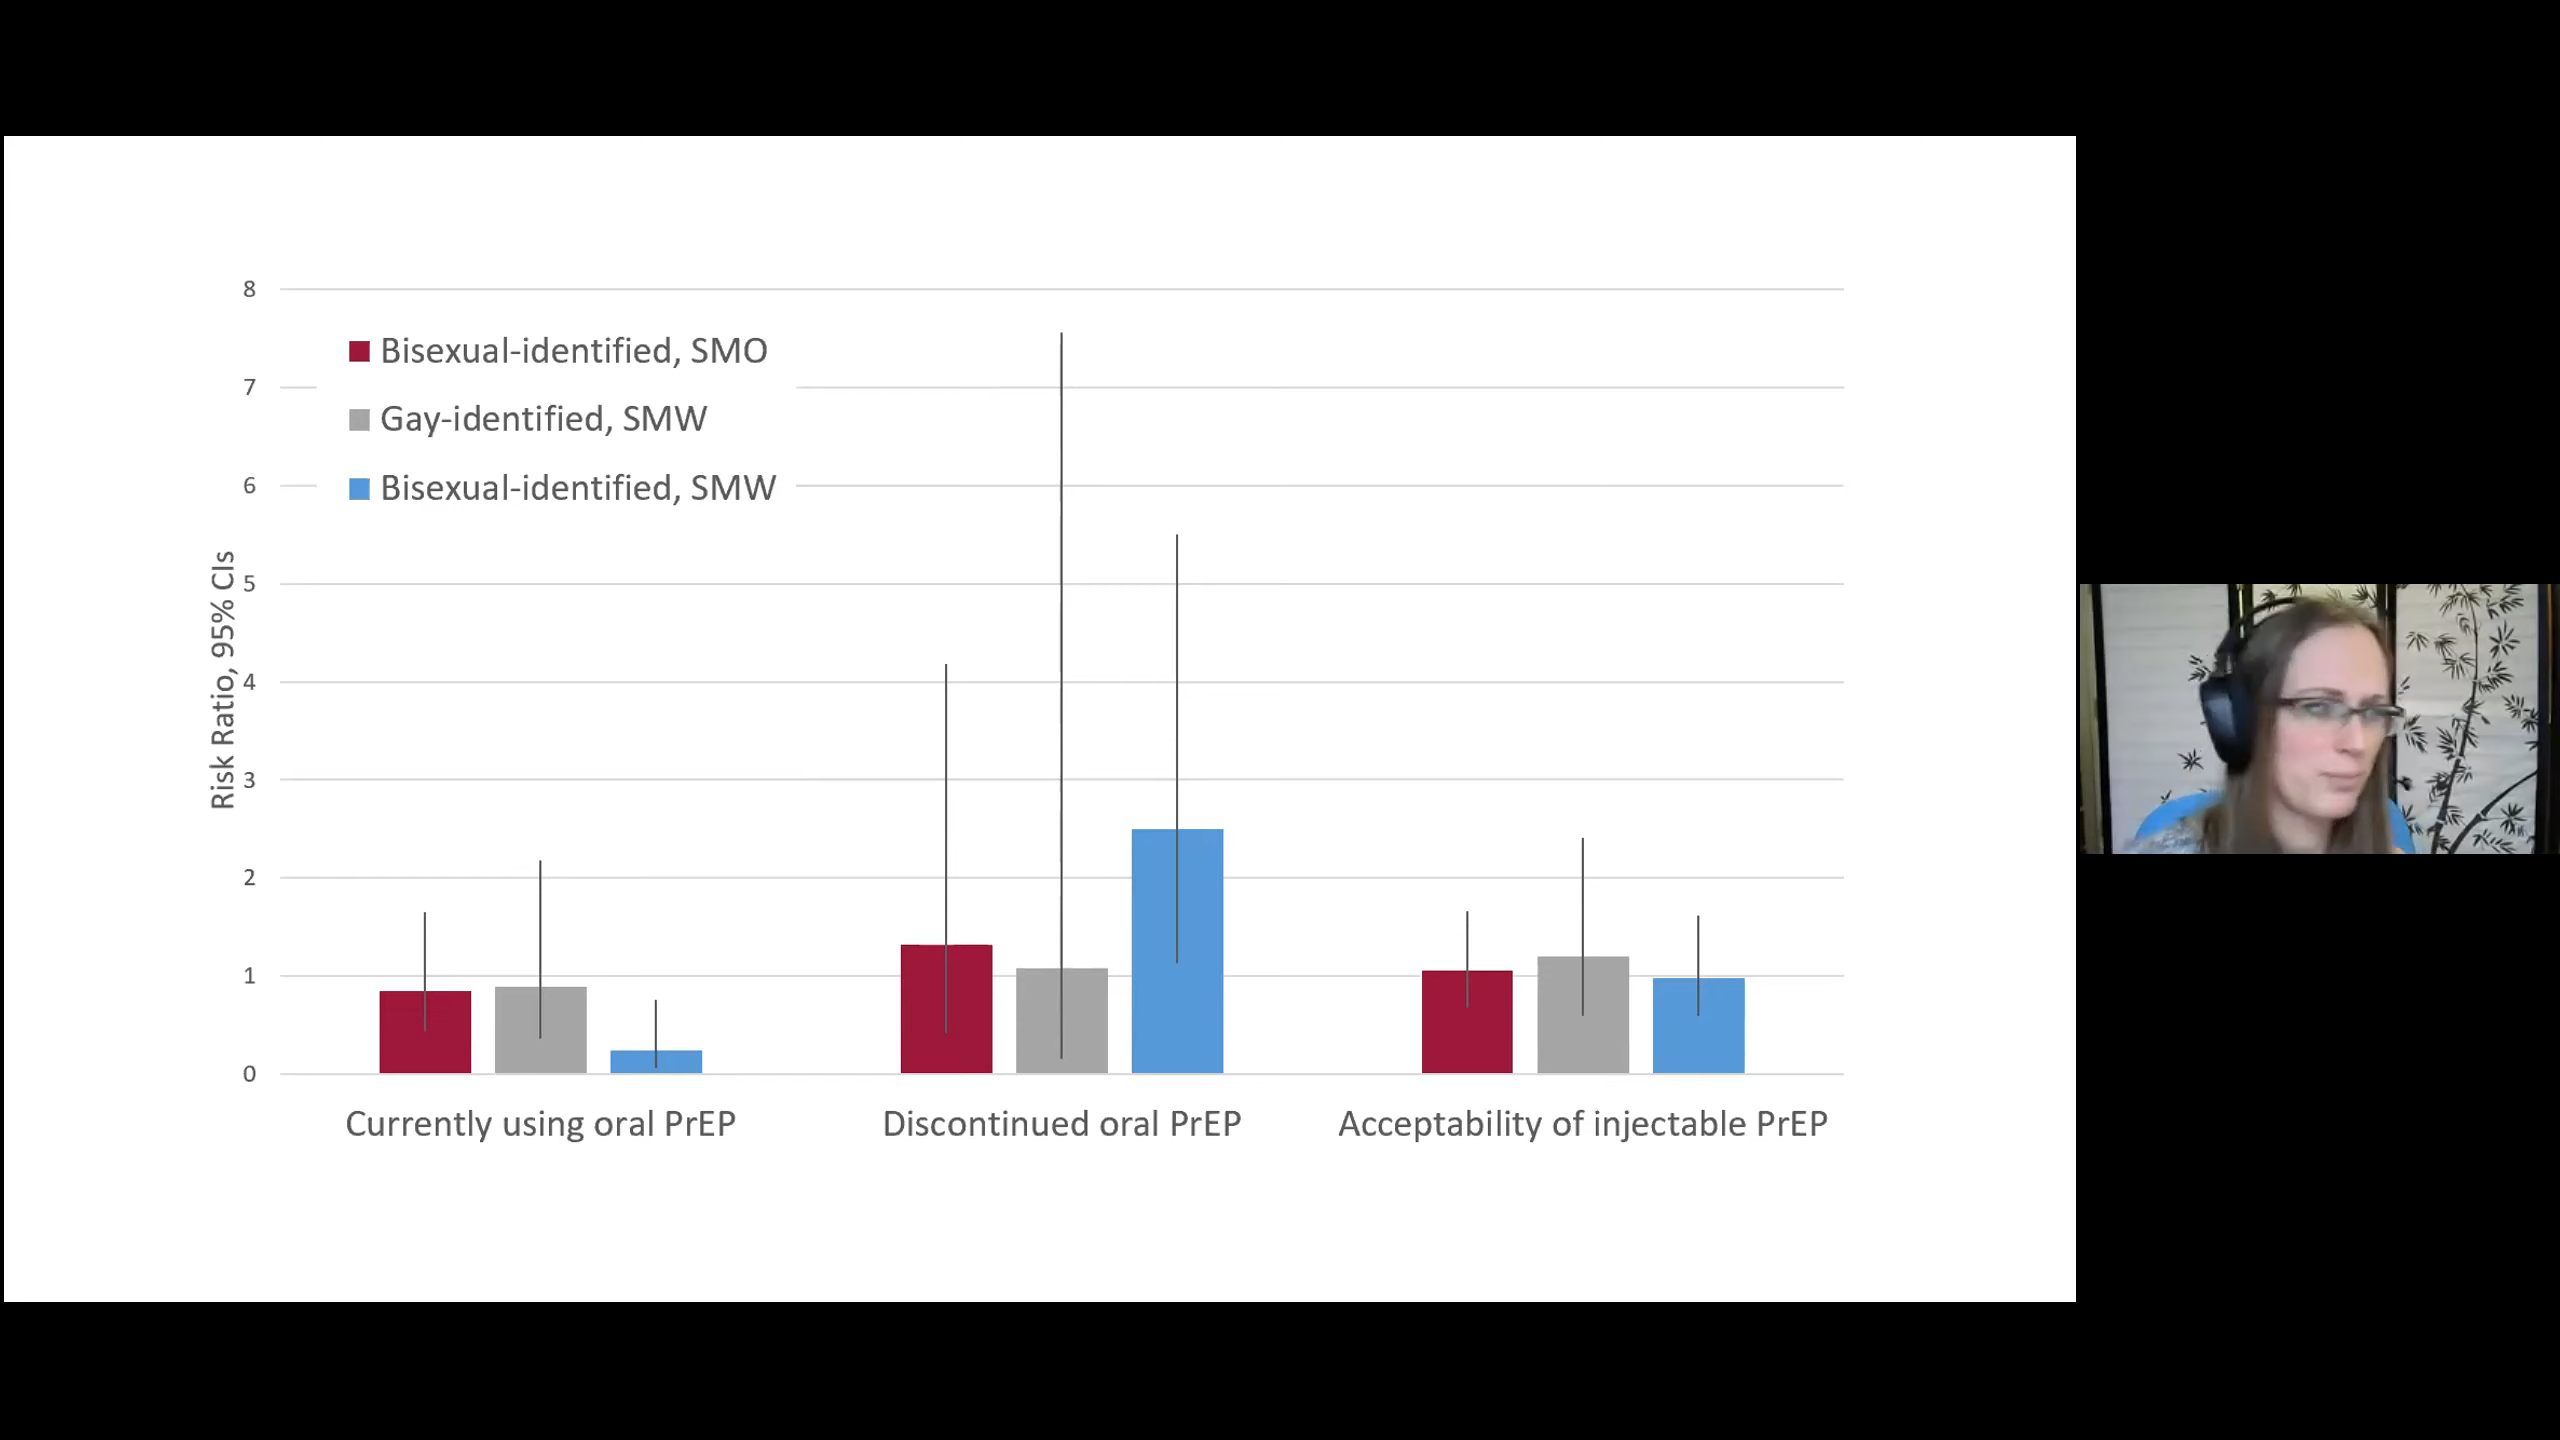 8
7
6
5
4
3
2
1
0
Risk Ratio, 95% CIs
Bisexual-identified, SMO
Gay-identified, SMW
Bisexual-identified, SMW
Currently using oral PrEP
Discontinued oral PrEP
Acceptability of injectable PrEP